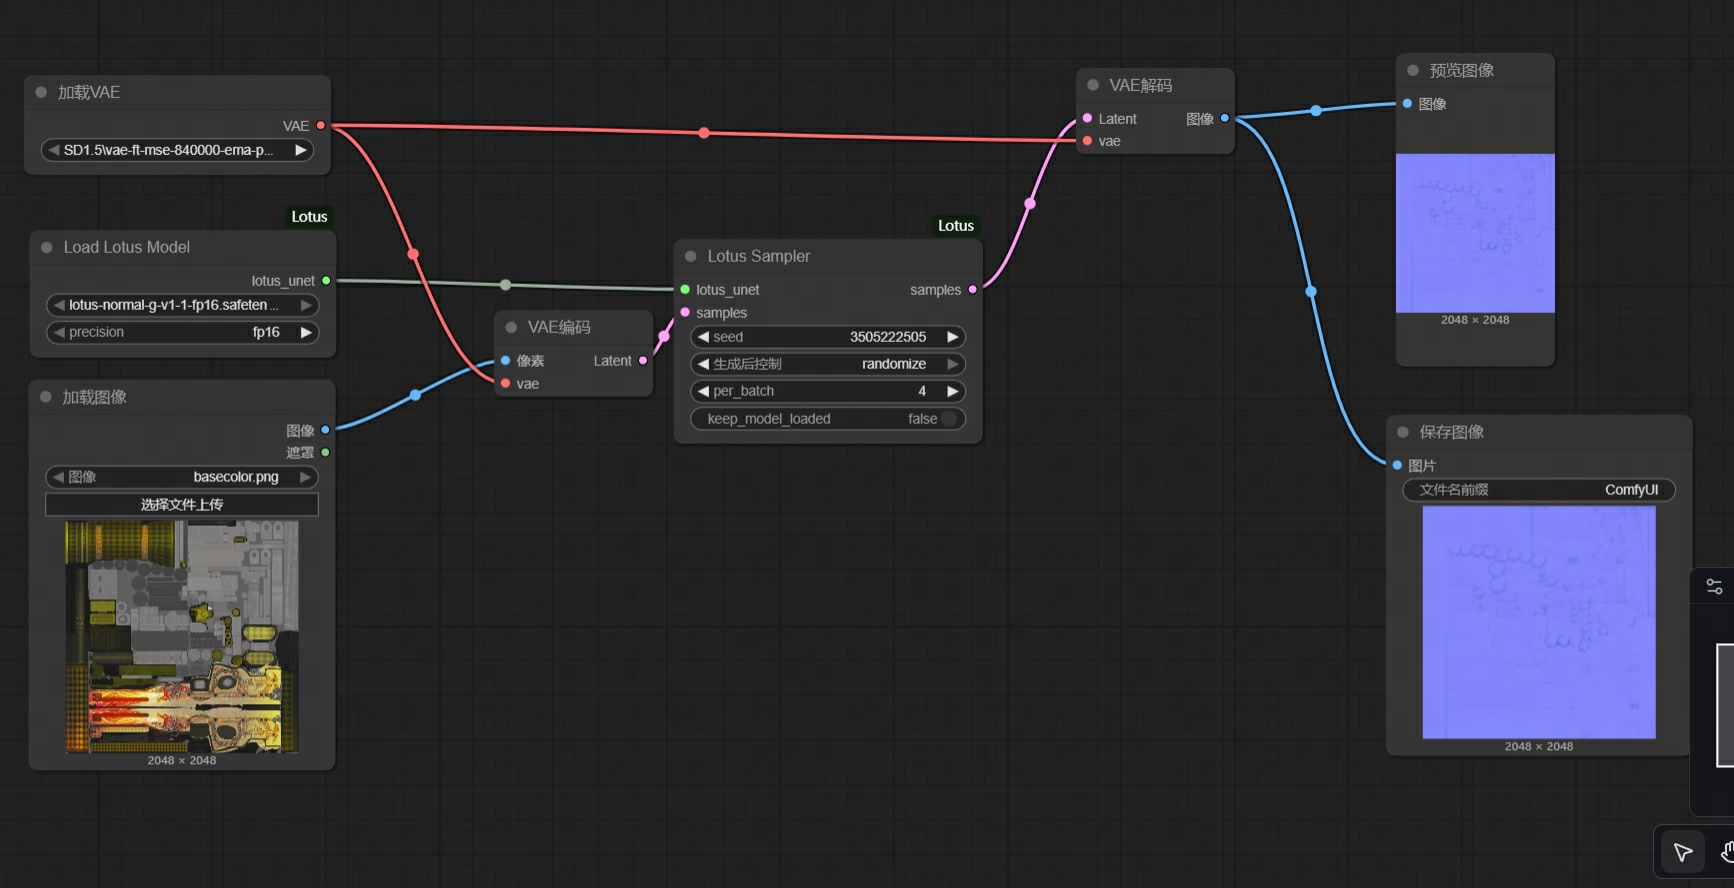 加载VAE
VAE
SD1.5\vae-ft-mse-840000-ema-p...
Lotus
Load Lotus Model
lotus_unet
lotus-normal-g-v1-1-fp16.safeten ...
precision fp16
加载图像
图像
遮罩
图像 basecolor.png
选择文件上传
2048 × 2048
VAE编码
像素 Latent
vae
Lotus
Lotus Sampler
lotus_unet samples
samples
seed 3505222505
生成后控制 randomize
per_batch 4
keep_model_loaded false
VAE解码
Latent 图像
vae
预览图像
图像
2048 × 2048
保存图像
图片
文件名前缀 ComfyUI
2048 × 2048